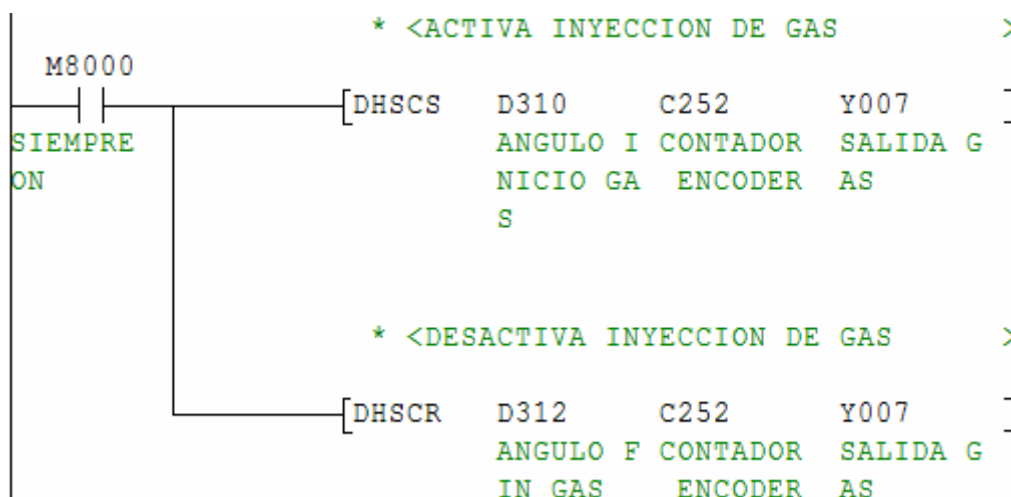 * <ACTIVA INYECCION DE GAS >
M8000
[DHSCS D310 C252 Y007 ]
SIEMPRE ANGULO I CONTADOR SALIDA G
ON NICIO GA ENCODER AS
S
* <DESACTIVA INYECCION DE GAS >
[DHSCR D312 C252 Y007 ]
ANGULO F CONTADOR SALIDA G
IN GAS ENCODER AS